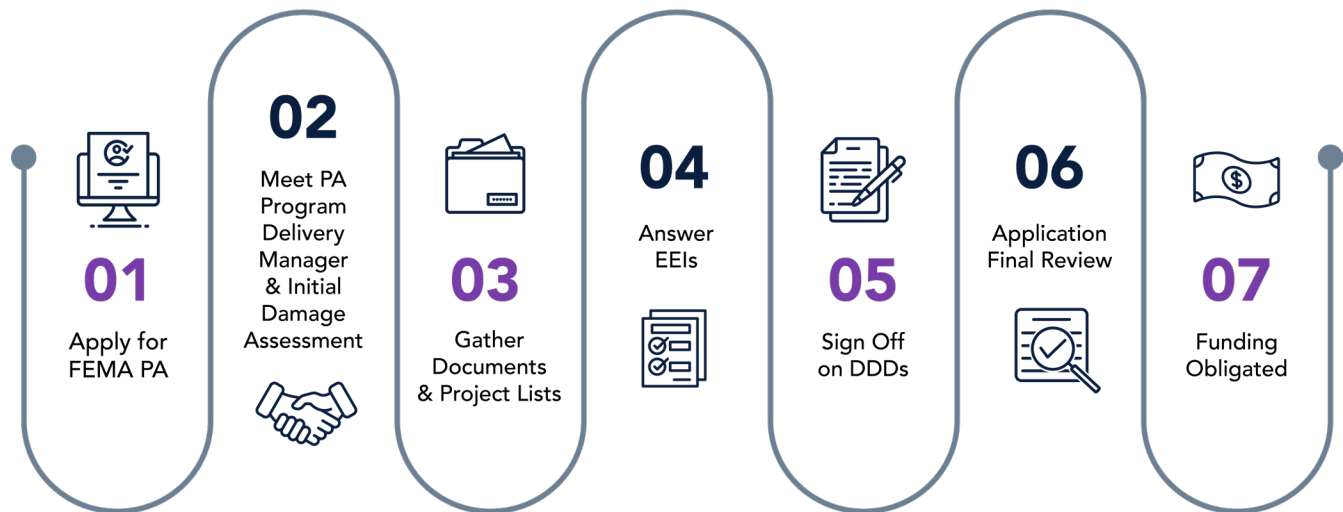 01
Apply for
FEMA PA
02
Meet PA
Program
Delivery
Manager
& Initial
Damage
Assessment
03
Gather
Documents
& Project Lists
04
Answer
EEIs
05
Sign Off
on DDDs
06
Application
Final Review
$
07
Funding
Obligated